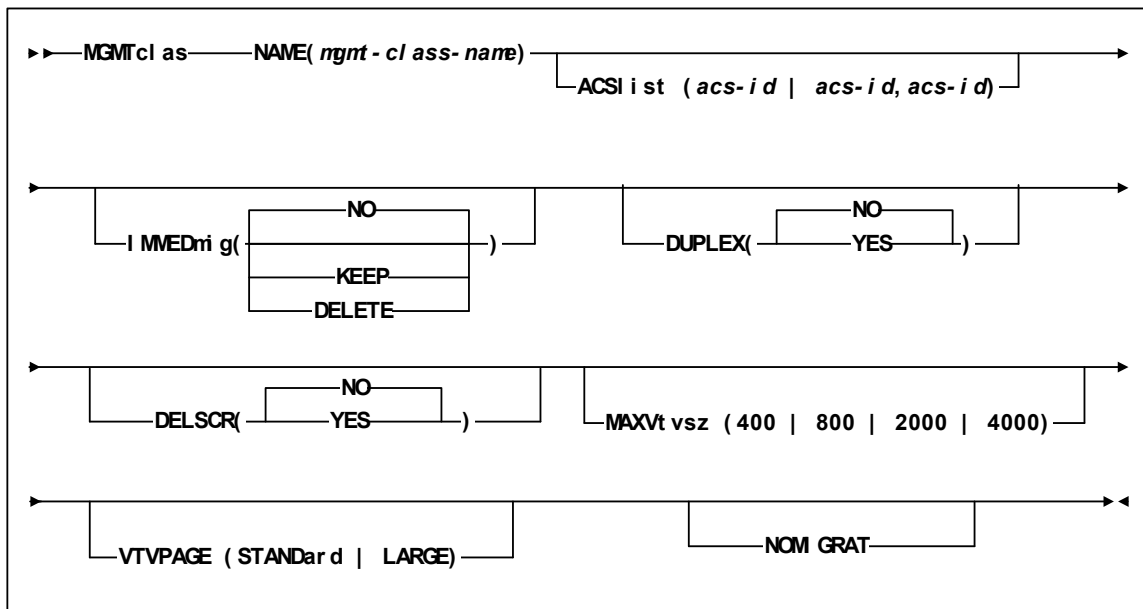 MGMTclas NAME(mgmt-class-name)
ACSlist (acs-id | acs-id,acs-id)
NO
IMMEDmig( )
KEEP
DELETE
NO
DUPLEX( YES )
NO
DELSCR( YES )
MAXVtvsz (400 | 800 | 2000 | 4000)
VTVPAGE (STANDard | LARGE)
NOMIGRAT